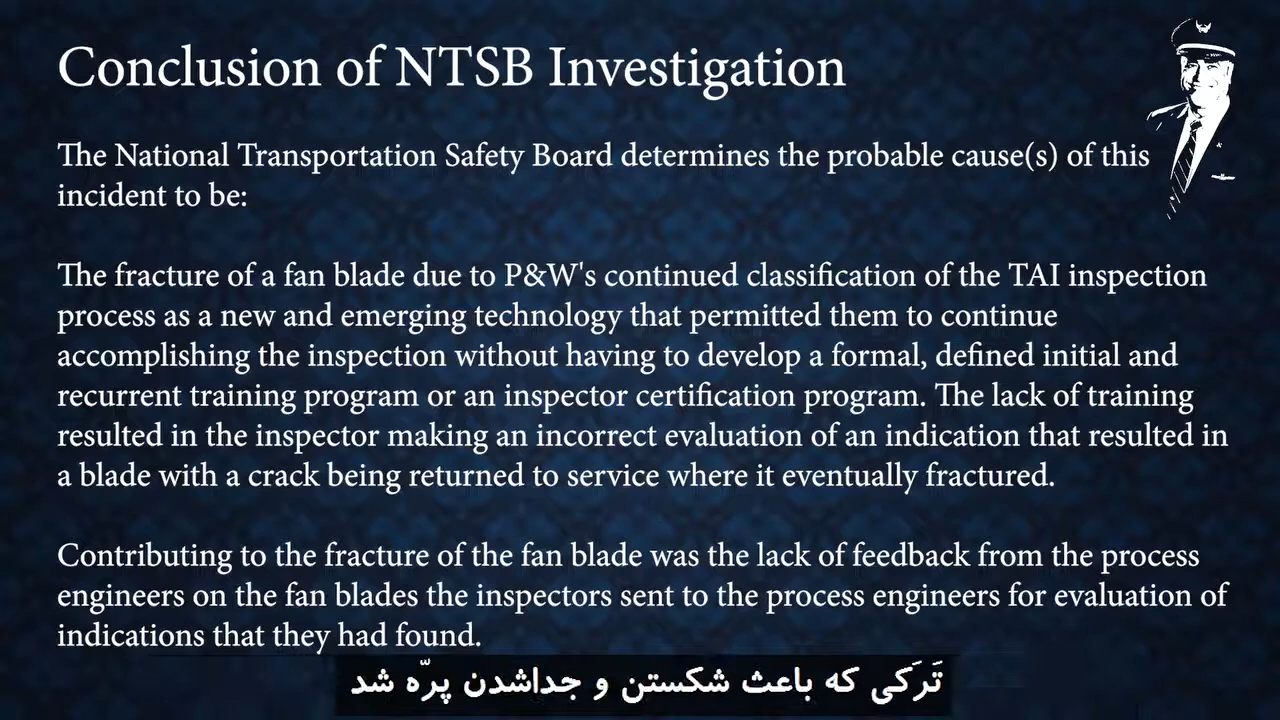 Conclusion of NTSB Investigation
The National Transportation Safety Board determines the probable cause(s) of this
incident to be:
The fracture of a fan blade due to P&W's continued classification of the TAI inspection
process as a new and emerging technology that permitted them to continue
accomplishing the inspection without having to develop a formal, defined initial and
recurrent training program or an inspector certification program. The lack of training
resulted in the inspector making an incorrect evaluation of an indication that resulted in
a blade with a crack being returned to service where it eventually fractured.
Contributing to the fracture of the fan blade was the lack of feedback from the process
engineers on the fan blades the inspectors sent to the process engineers for evaluation of
indications that they had found.
تَرَکی که باعث شکستن و جداشدن پرّه شد